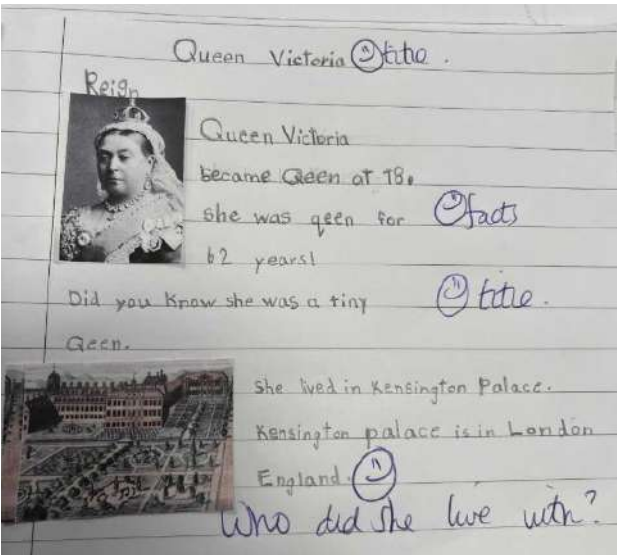 Queen Victoria title.
Reign
Queen Victoria
became Qeen at 18.
she was qeen for facts
62 years!
Did you know she was a tiny title.
Qeen.
She lived in Kensington Palace.
Kensington palace is in London
England.
Who did she live with?